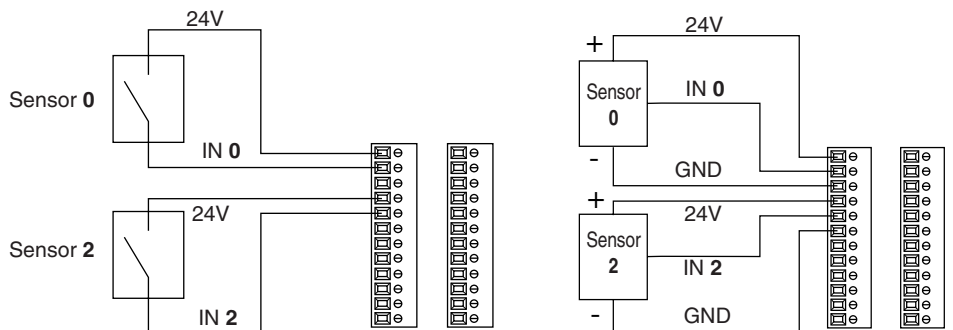 24V
Sensor 0
IN 0
24V
Sensor 2
IN 2
24V
+
Sensor
0
IN 0
-
GND
+
24V
Sensor
2
IN 2
-
GND